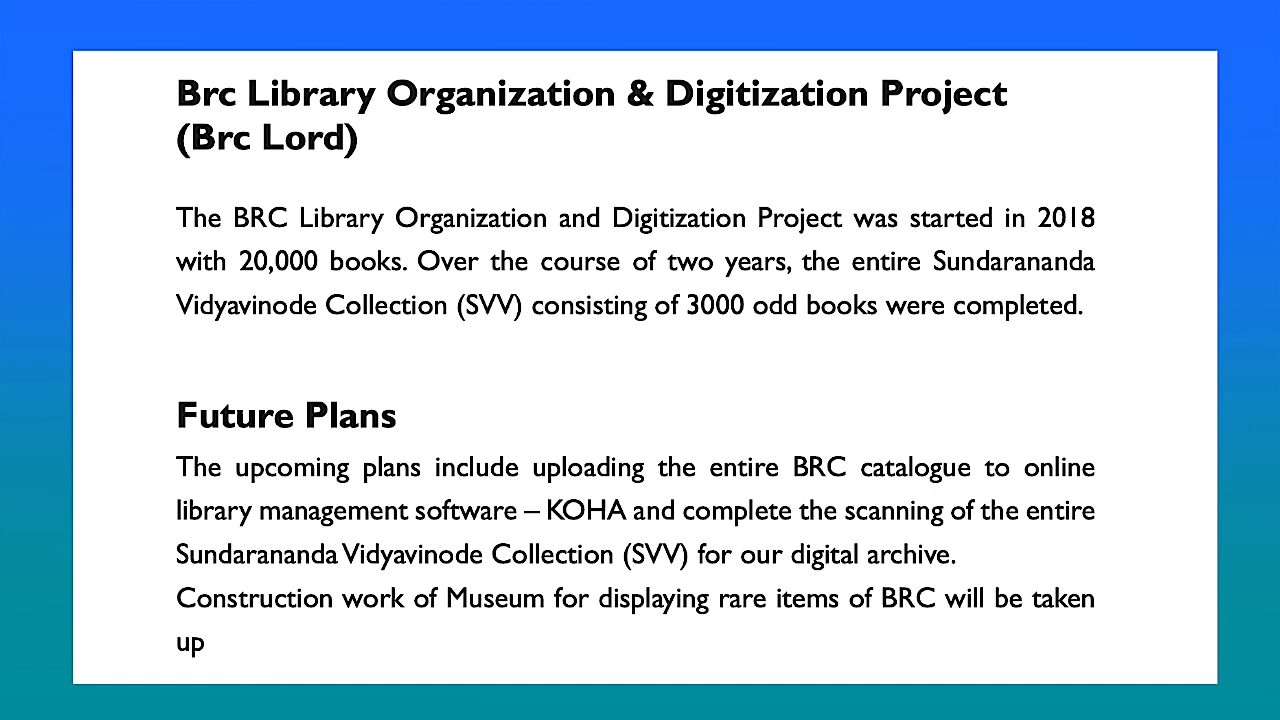 Brc Library Organization & Digitization Project
(Brc Lord)
The BRC Library Organization and Digitization Project was started in 2018
with 20,000 books. Over the course of two years, the entire Sundarananda
Vidyavinode Collection (SVV) consisting of 3000 odd books were completed.
Future Plans
The upcoming plans include uploading the entire BRC catalogue to online
library management software – KOHA and complete the scanning of the entire
Sundarananda Vidyavinode Collection (SVV) for our digital archive.
Construction work of Museum for displaying rare items of BRC will be taken
up